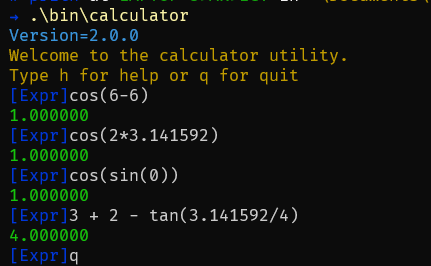 → .\bin\calculator
Version=2.0.0
Welcome to the calculator utility.
Type h for help or q for quit
[Expr]cos(6-6)
1.000000
[Expr]cos(2*3.141592)
1.000000
[Expr]cos(sin(0))
1.000000
[Expr]3 + 2 - tan(3.141592/4)
4.000000
[Expr]q